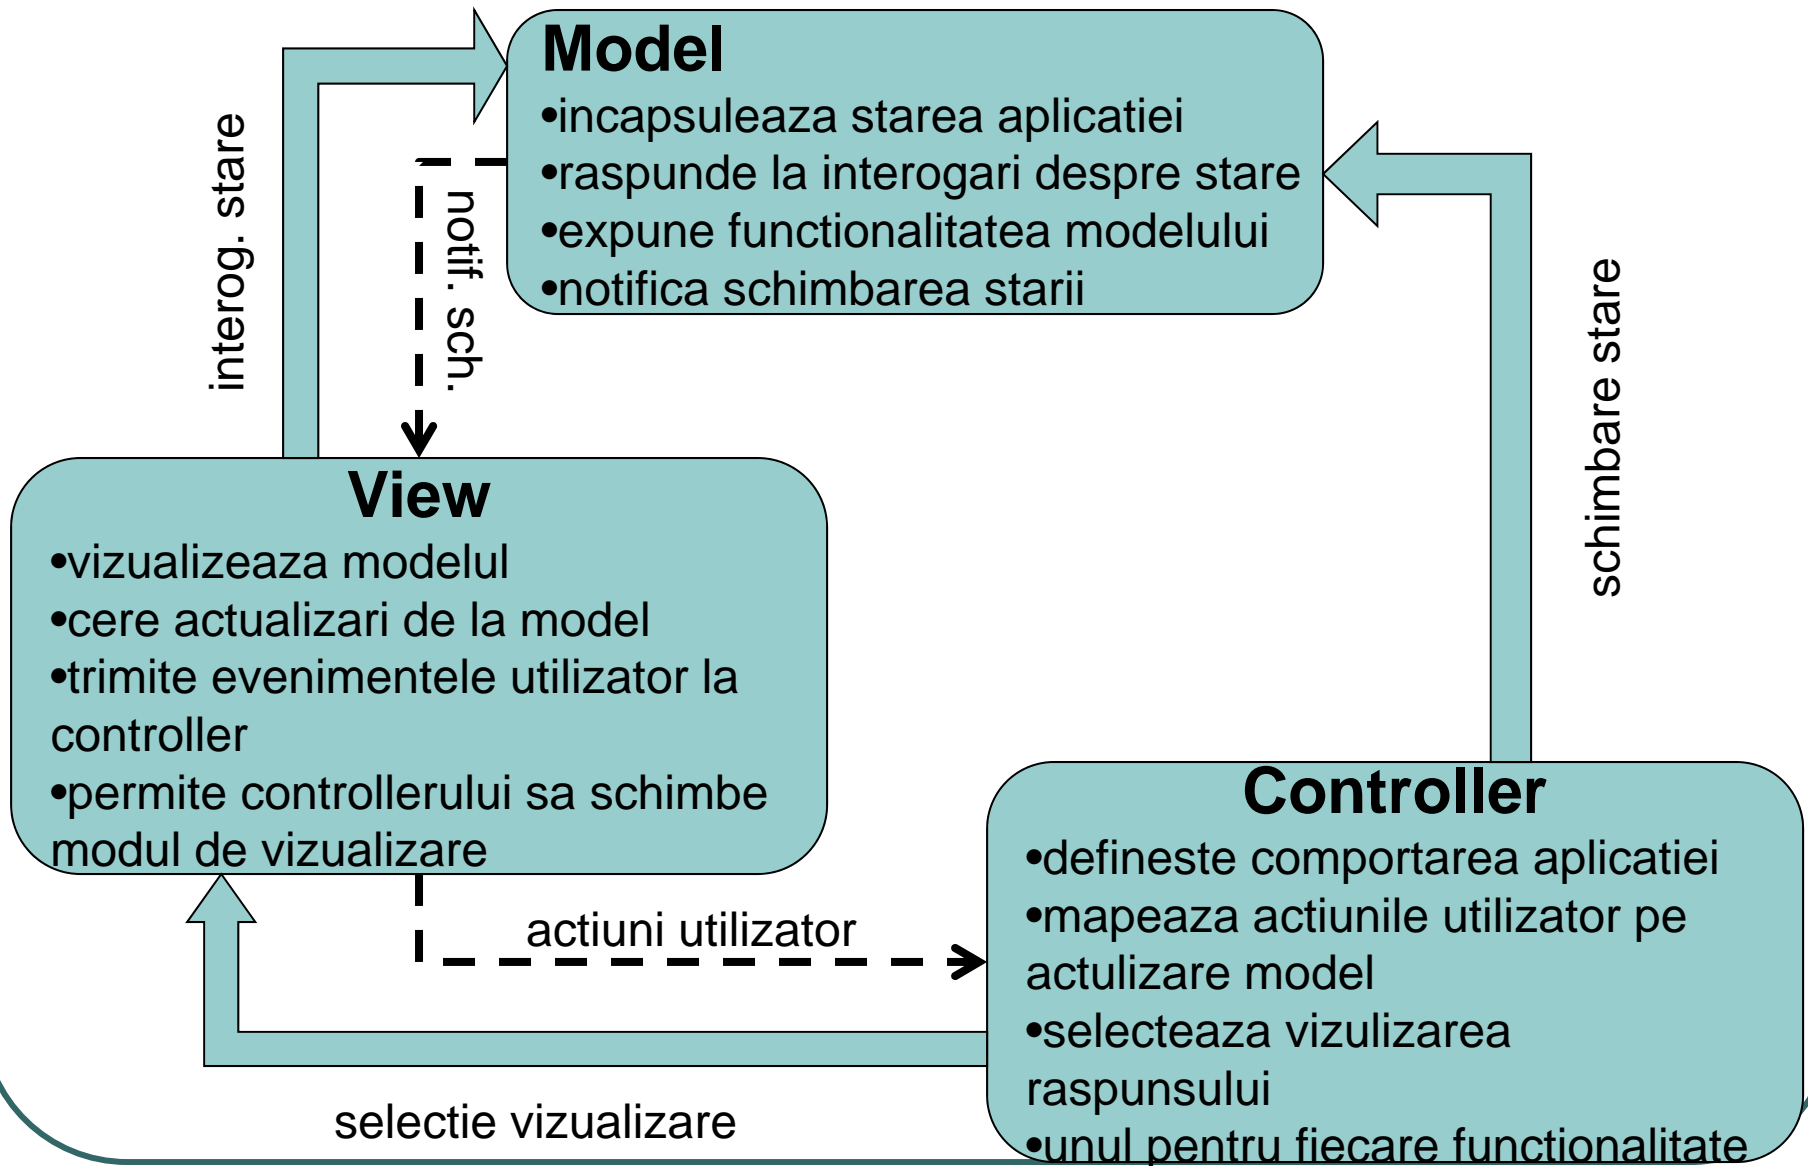 Model
•incapsuleaza starea aplicatiei
•raspunde la interogari despre stare
•expune functionalitatea modelului
•notifica schimbarea starii
interog. stare
notif. sch.
schimbare stare
View
•vizualizeaza modelul
•cere actualizari de la model
•trimite evenimentele utilizator la
controller
•permite controllerului sa schimbe
modul de vizualizare
actiuni utilizator
selectie vizualizare
Controller
•defineste comportarea aplicatiei
•mapeaza actiunile utilizator pe
actulizare model
•selecteaza vizulizarea
raspunsului
•unul pentru fiecare functionalitate